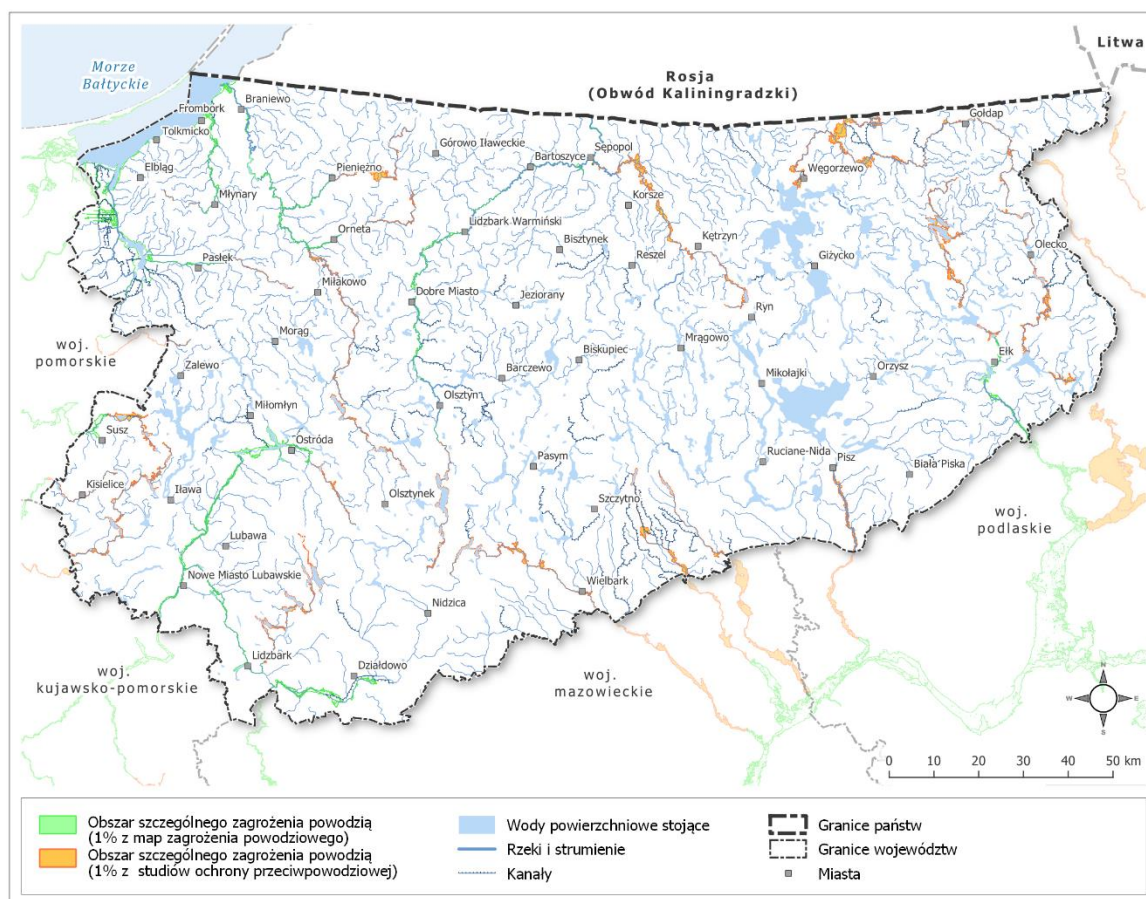 Morze
Bałtyckie
Litwa
Rosja
(Obwód Kaliningradzki)
Frombork
Braniewo
Tolkmicko
Gołdap
Górowo Iławeckie
Sępopol
Bartoszyce
Elbląg
Pieniężno
Węgorzewo
Młynary
Korsze
Lidzbark Warmiński
Orneta
Bisztynek
Kętrzyn
Olecko
Pasłęk
Reszel
Giżycko
Miłakowo
Dobre Miasto
Jeziorany
Ryn
Morąg
woj.
pomorskie
Mrągowo
Biskupiec
Ełk
Zalewo
Barczewo
Mikołajki
Orzysz
Miłomłyn
Olsztyn
Susz
Ostróda
Ruciane-Nida
Pisz
Pasym
Biała Piska
Kisielice
Iława
Olsztynek
Szczytno
woj.
podlaskie
Lubawa
Nowe Miasto Lubawskie
Wielbark
Nidzica
Lidzbark
Działdowo
woj.
kujawsko-pomorskie
woj.
mazowieckie
N
W
E
S
0 10 20 30 40 50 km
Obszar szczególnego zagrożenia powodzią
(1% z map zagrożenia powodziowego)
Obszar szczególnego zagrożenia powodzią
(1% z studiów ochrony przeciwpowodziowej)
Wody powierzchniowe stojące
Rzeki i strumienie
Kanały
Granice państw
Granice województw
Miasta